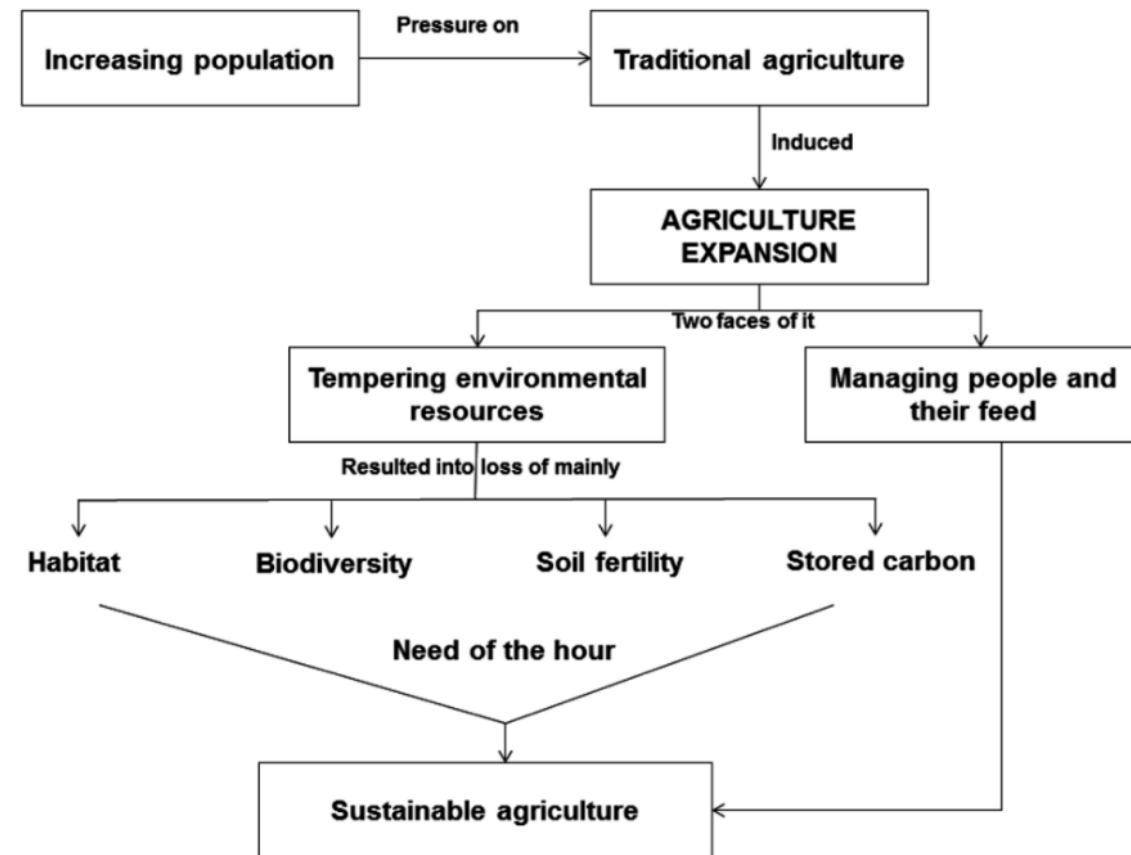 Pressure on
Increasing population
Traditional agriculture
Induced
AGRICULTURE
EXPANSION
Two faces of it
Tempering environmental
resources
Managing people and
their feed
Resulted into loss of mainly
Habitat
Biodiversity
Soil fertility
Stored carbon
Need of the hour
Sustainable agriculture